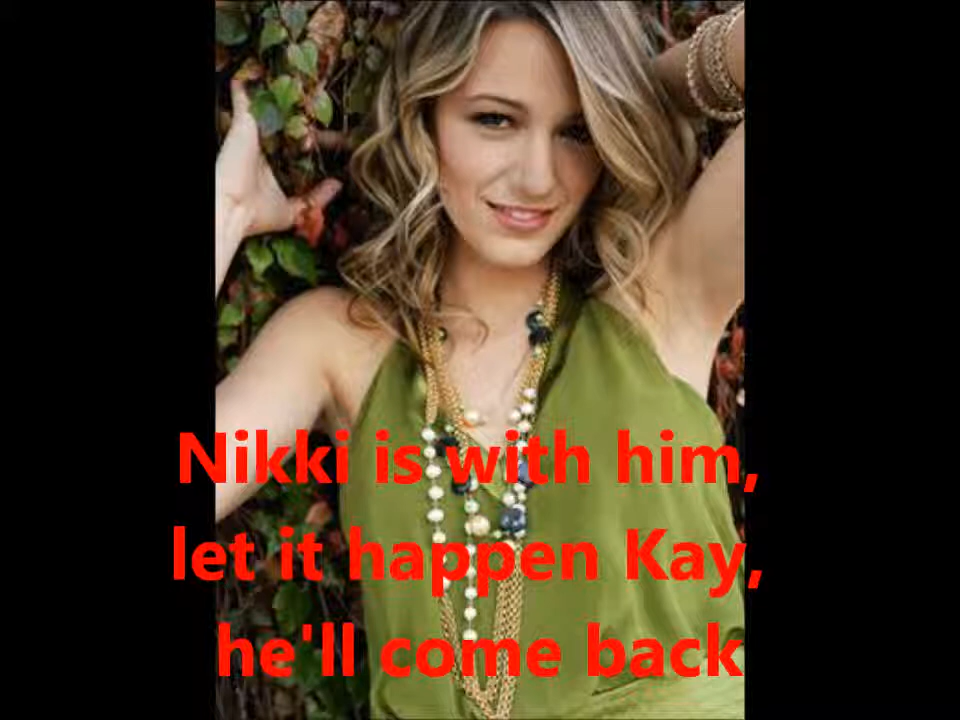 Nikki is with him,
let it happen Kay,
he'll come back